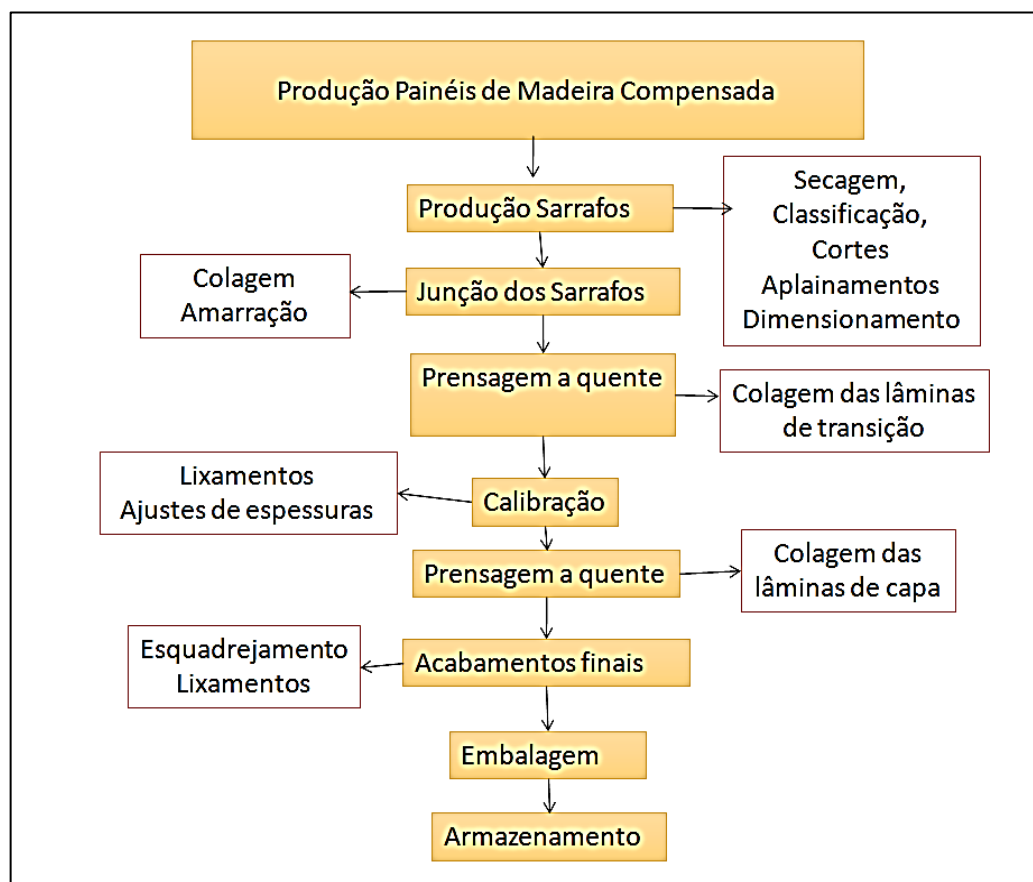 Produção Painéis de Madeira Compensada
Produção Sarrafos
Secagem,
Classificação,
Cortes
Aplainamentos
Dimensionamento
Junção dos Sarrafos
Colagem
Amarração
Prensagem a quente
Colagem das lâminas
de transição
Calibração
Lixamentos
Ajustes de espessuras
Prensagem a quente
Colagem das
lâminas de capa
Acabamentos finais
Esquadrejamento
Lixamentos
Embalagem
Armazenamento